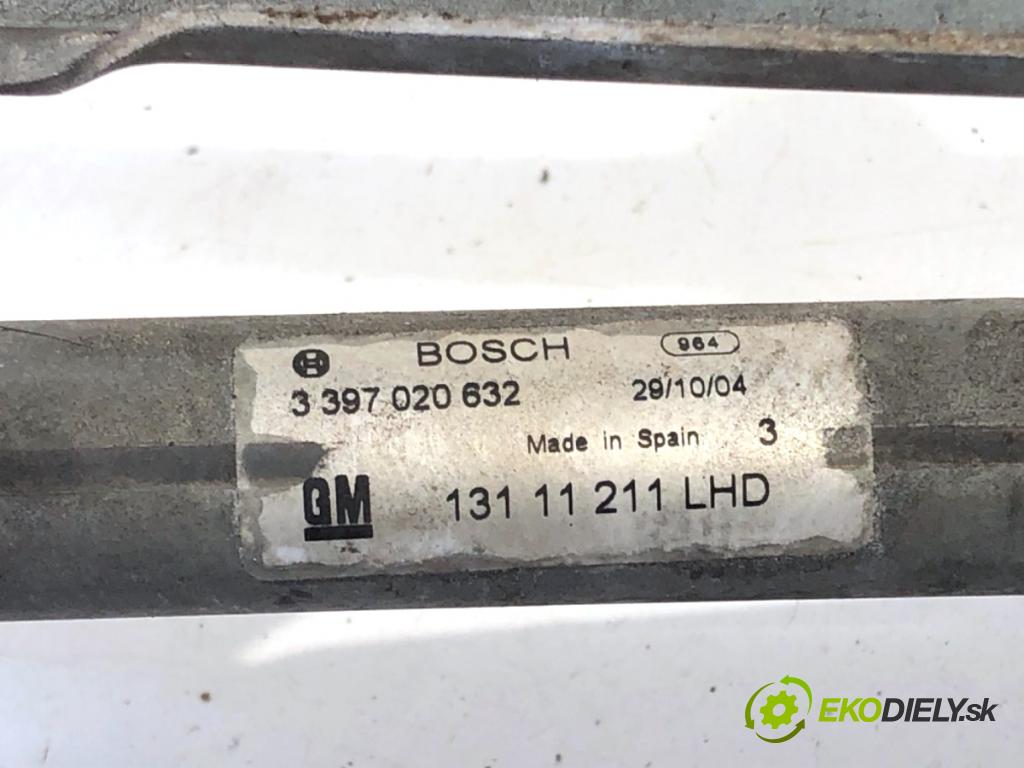 BOSCH 964
3 397 020 632 29/10/04
Made in Spain 3
GM 131 11 211 LHD
EKODIELY.sk